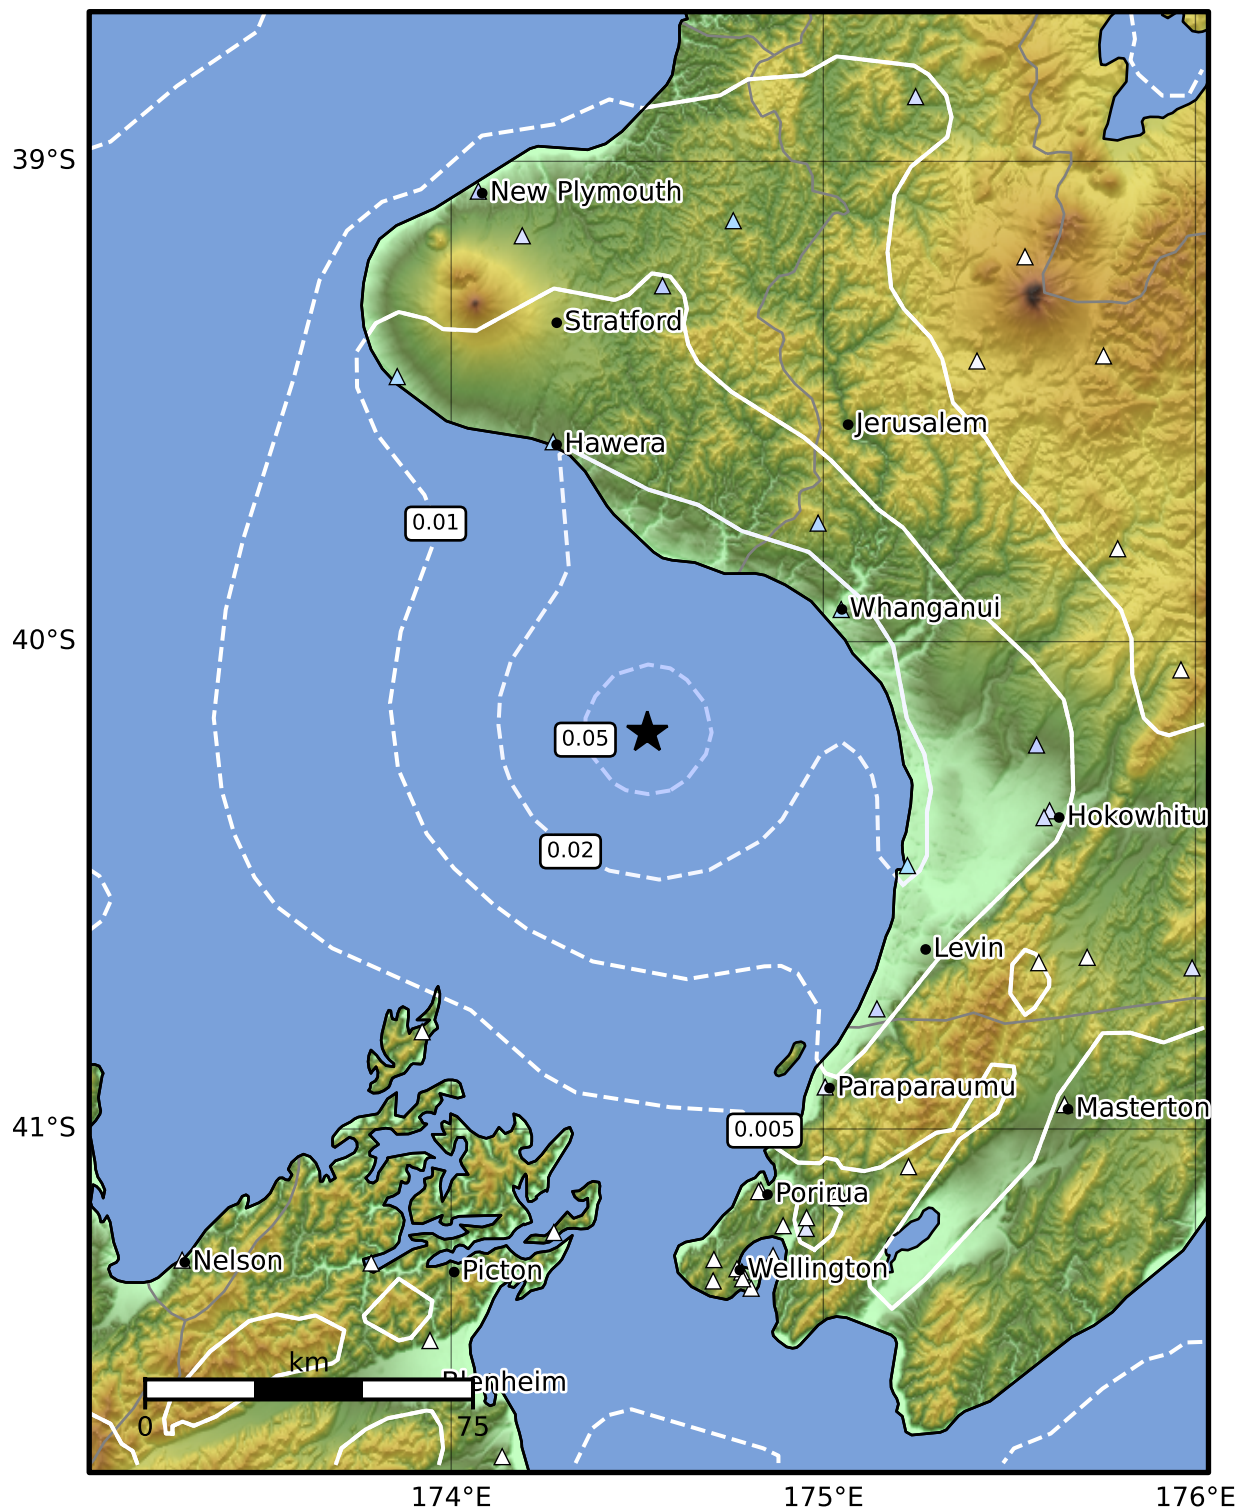 39°S
New Plymouth
Stratford
Jerusalem
Hawera
0.01
Whanganui
40°S
0.05
Hokowhitu
0.02
Levin
Paraparaumu
Masterton
41°S
0.005
Porirua
Nelson
Picton
Wellington
km
Blenheim
0
75
174°E
175°E
176°E